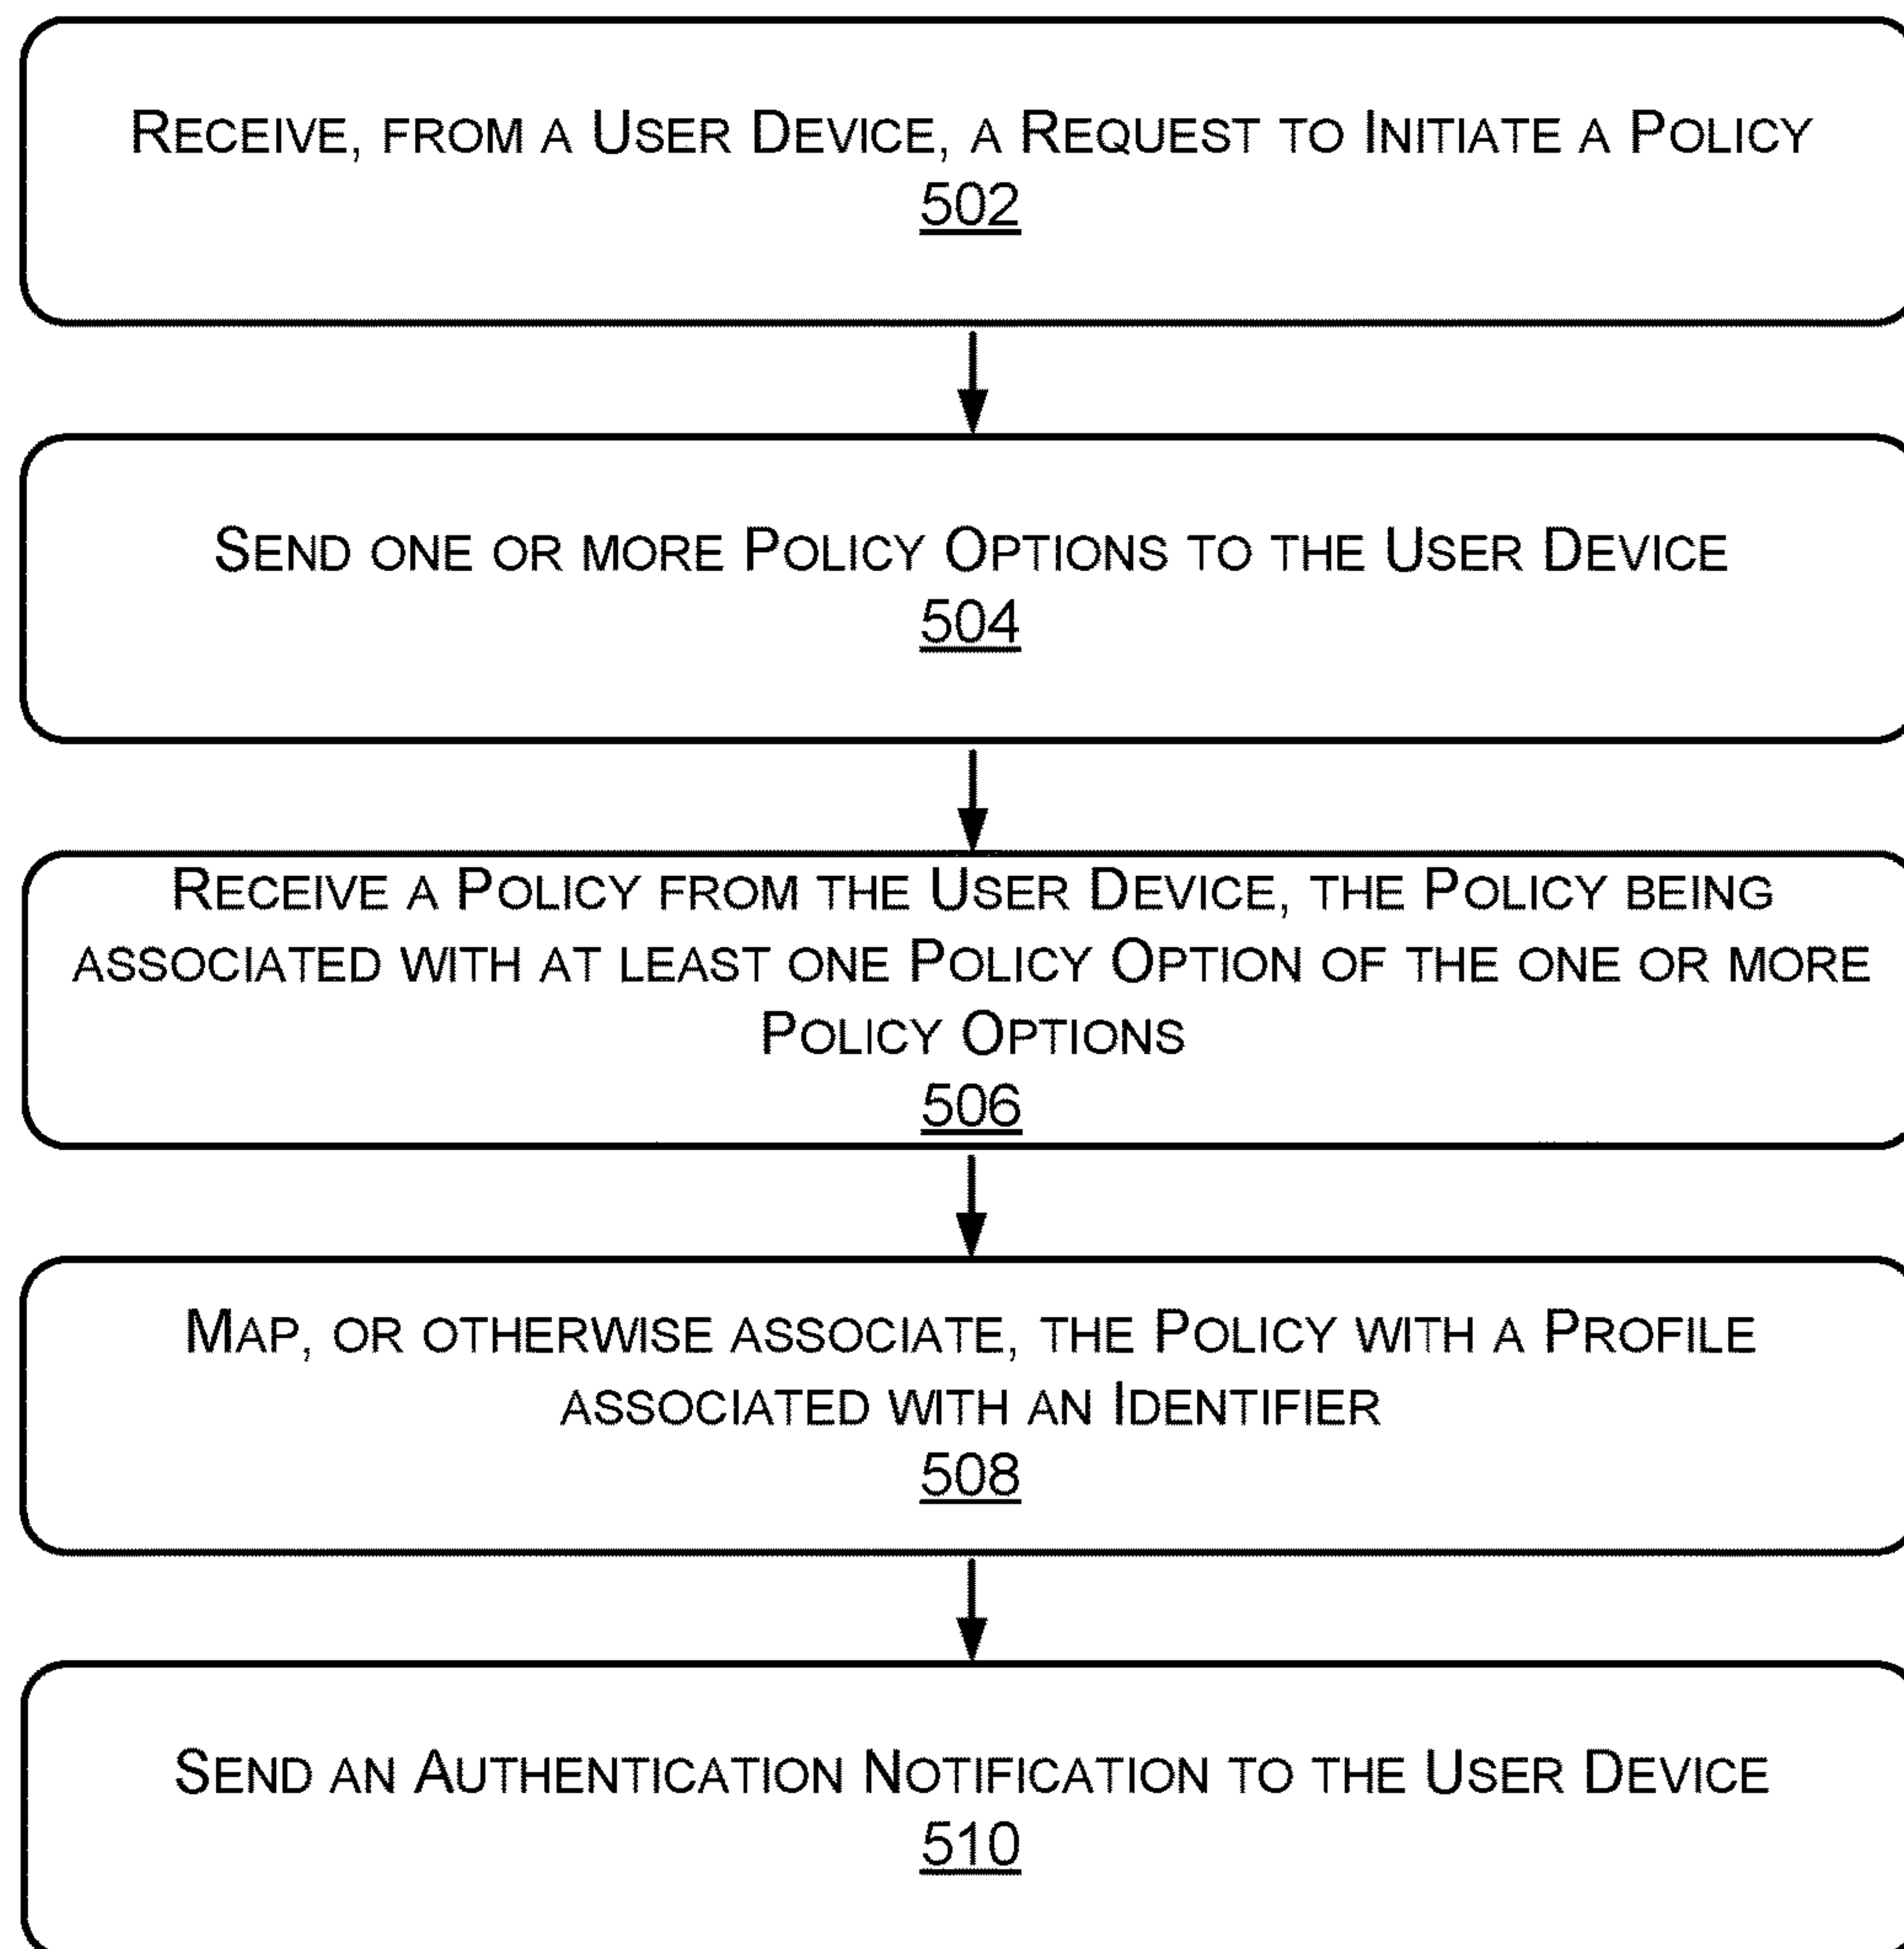 Receive, from a User Device, a Request to Initiate a Policy
502
Send one or more Policy Options to the User Device
504
Receive a Policy from the User Device, the Policy being
associated with at least one Policy Option of the one or more
Policy Options
506
Map, or otherwise associate, the Policy with a Profile
associated with an Identifier
508
Send an Authentication Notification to the User Device
510